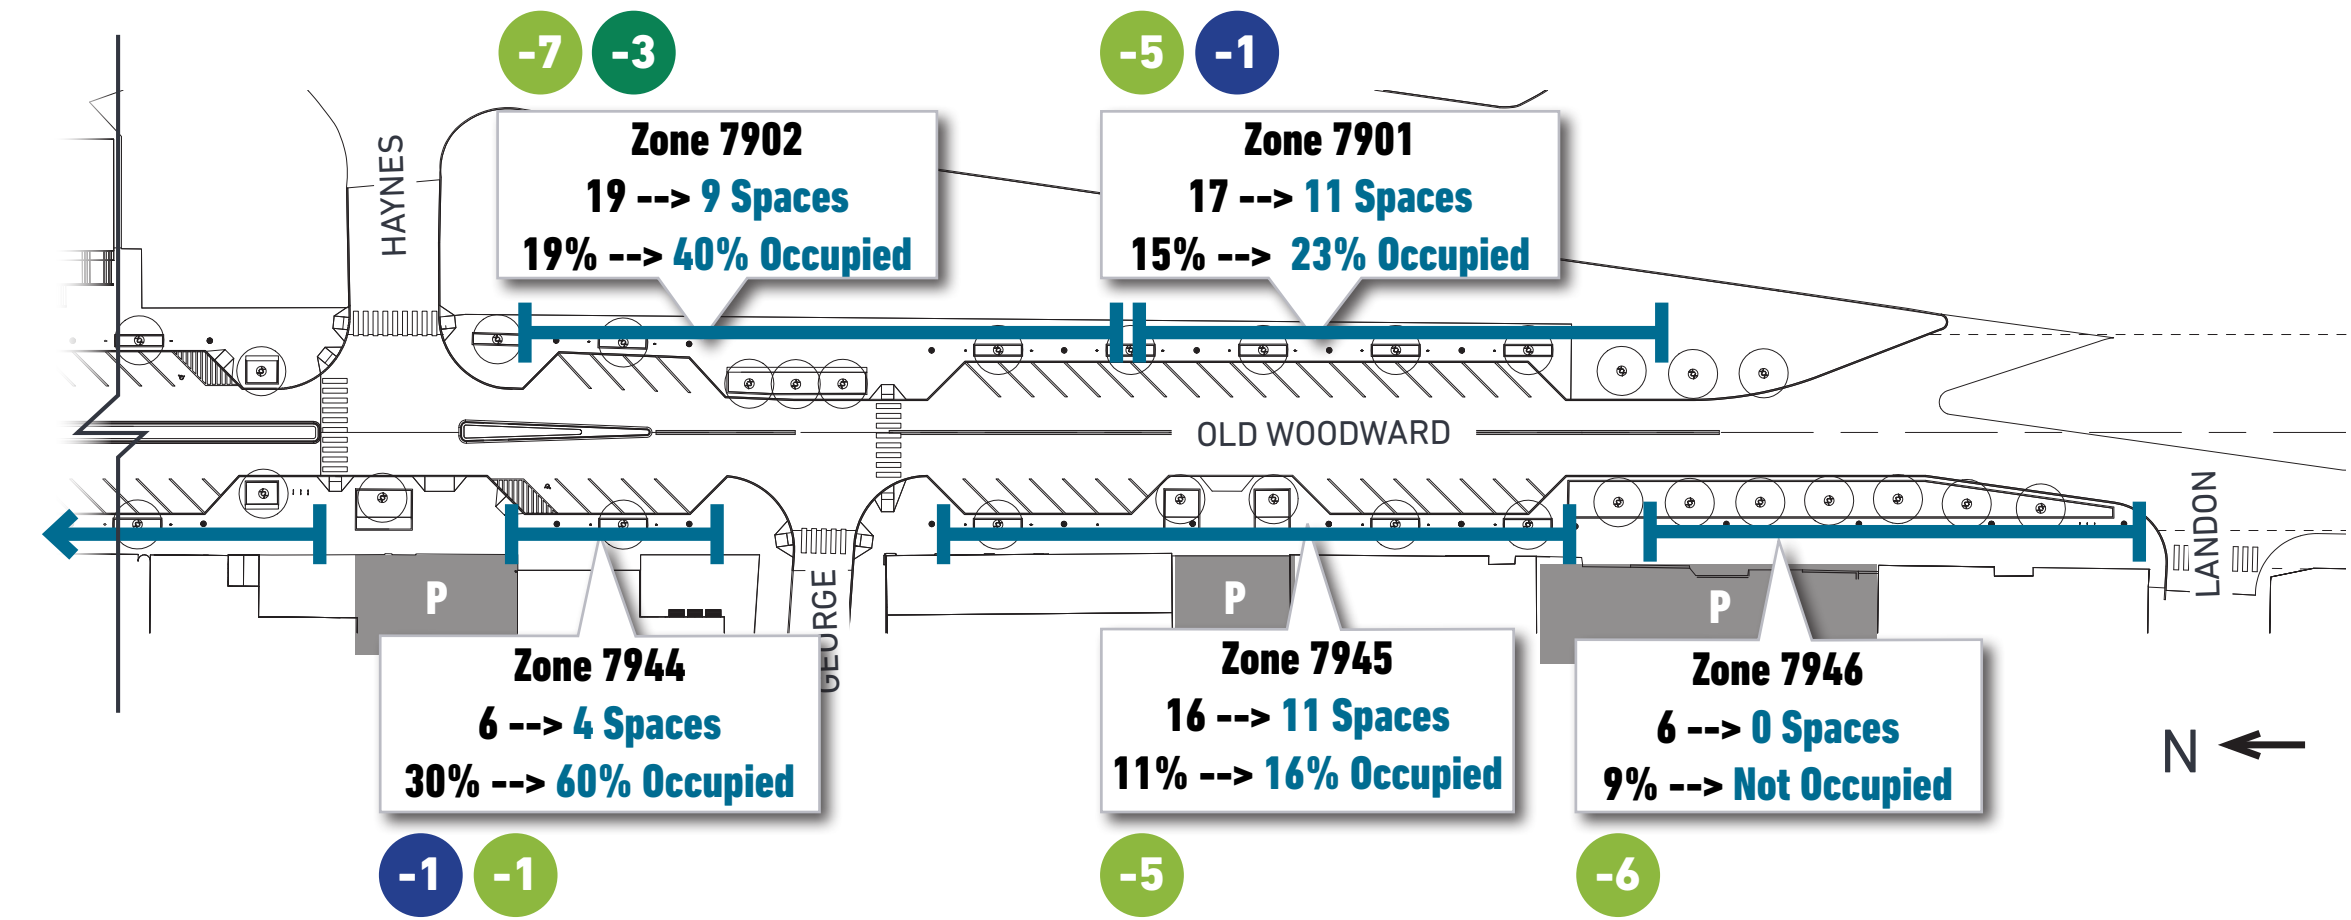 -7 -3
-5 -1
Zone 7902
19 --> 9 Spaces
19% --> 40% Occupied
Zone 7901
17 --> 11 Spaces
15% --> 23% Occupied
HAYNES
OLD WOODWARD
LANDON
GEORGE
P
P
P
Zone 7944
6 --> 4 Spaces
30% --> 60% Occupied
Zone 7945
16 --> 11 Spaces
11% --> 16% Occupied
Zone 7946
6 --> 0 Spaces
9% --> Not Occupied
N
-1 -1
-5
-6